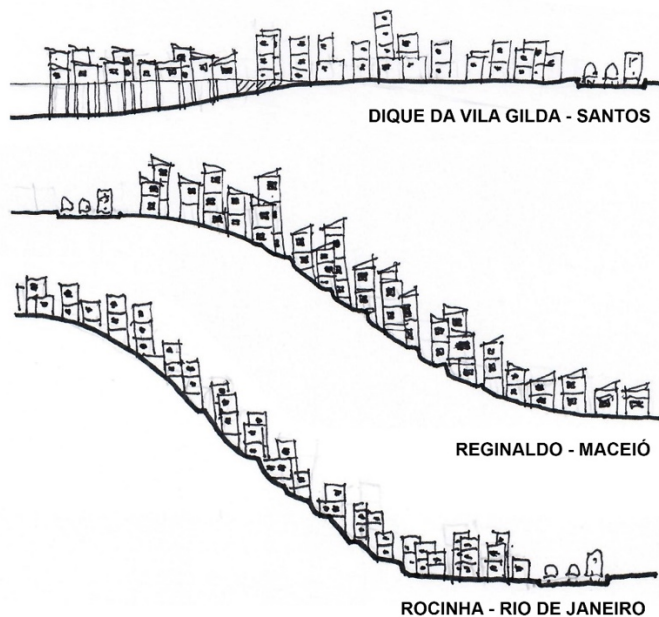 DIQUE DA VILA GILDA - SANTOS
REGINALDO - MACEIÓ
ROCINHA - RIO DE JANEIRO